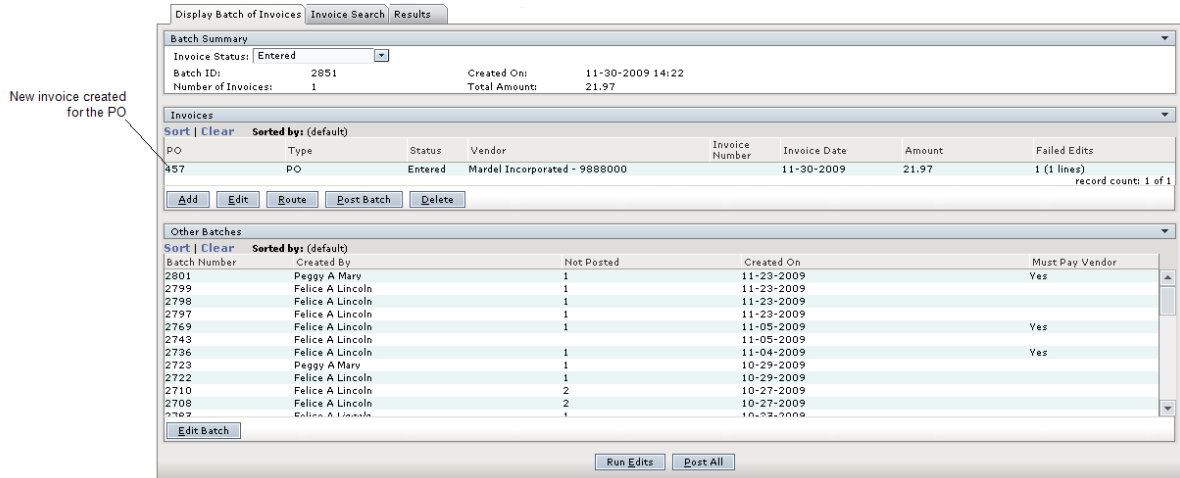 Display Batch of Invoices Invoice Search Results
Batch Summary
Invoice Status: Entered
Batch ID: 2851 Created On: 11-30-2009 14:22
Number of Invoices: 1 Total Amount: 21.97
New invoice created
for the PO
Invoices
Sort | Clear Sorted by: (default)
PO Type Status Vendor Invoice Number Invoice Date Amount Failed Edits
457 PO Entered Mardel Incorporated - 9888000 11-30-2009 21.97 1 (1 lines)
record count: 1 of 1
Add Edit Route Post Batch Delete
Other Batches
Sort | Clear Sorted by: (default)
Batch Number Created By Not Posted Created On Must Pay Vendor
2801 Peggy A Mary 1 11-23-2009 Yes
2799 Felice A Lincoln 1 11-23-2009
2798 Felice A Lincoln 1 11-23-2009
2797 Felice A Lincoln 1 11-23-2009
2769 Felice A Lincoln 1 11-05-2009 Yes
2743 Felice A Lincoln 11-05-2009
2736 Felice A Lincoln 1 11-04-2009 Yes
2723 Peggy A Mary 1 10-29-2009
2722 Felice A Lincoln 1 10-29-2009
2710 Felice A Lincoln 2 10-27-2009
2708 Felice A Lincoln 2 10-27-2009
Felice A Lincoln 1 10-23-2009
Edit Batch
Run Edits Post All